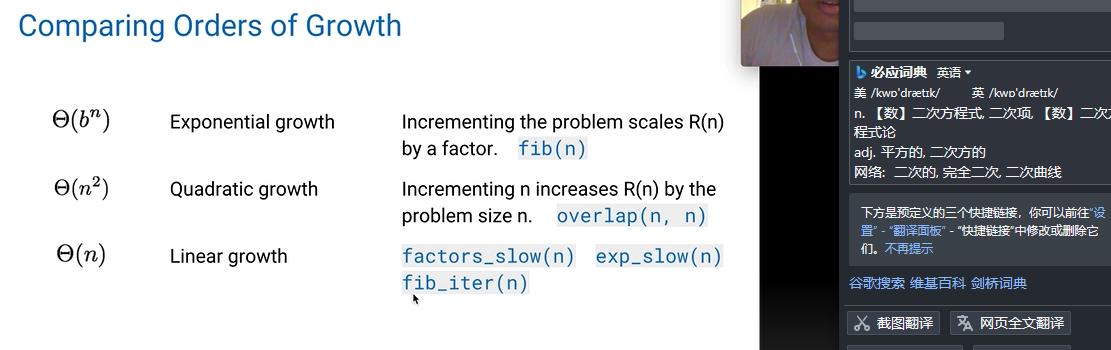 Comparing Orders of Growth
Θ(bⁿ) Exponential growth Incrementing the problem scales R(n)
by a factor. fib(n)
Θ(n²) Quadratic growth Incrementing n increases R(n) by the
problem size n. overlap(n, n)
Θ(n) Linear growth factors_slow(n) exp_slow(n)
fib_iter(n)
必应词典 英语
美 /kwɒ'drætɪk/ 英 /kwɒ'drætɪk/
n. 【数】二次方程式, 二次项, 【数】二次方
程式论
adj. 平方的, 二次方的
网络: 二次的, 完全二次, 二次曲线
下方是预定义的三个快捷链接，你可以前往“设
置” - “翻译面板” - “快捷链接”中修改或删除它
们。不再提示
谷歌搜索 维基百科 剑桥词典
截图翻译 网页全文翻译